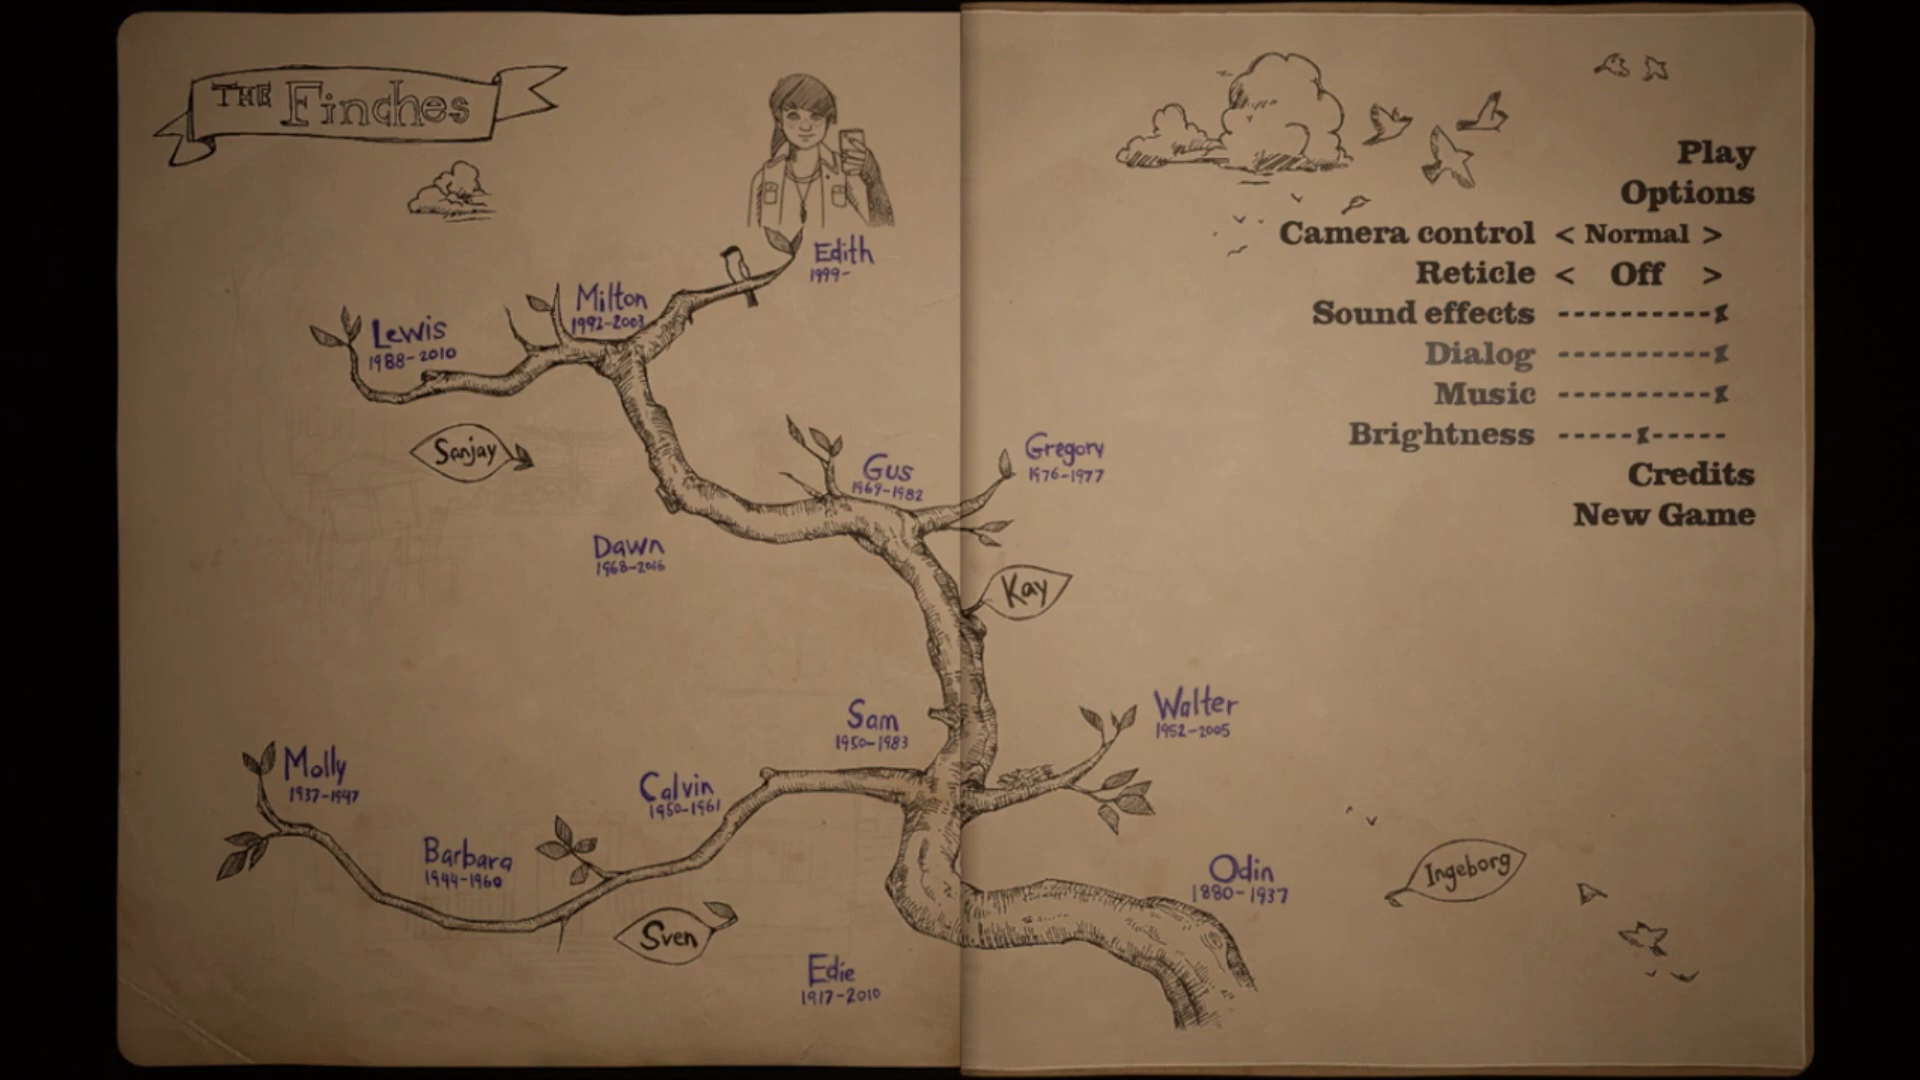 THE Finches
Edith
1999-
Milton
1992-2003
Lewis
1988-2010
Sanjay
Gus
1969-1982
Gregory
1976-1977
Dawn
1968-2016
Kay
Sam
1950-1983
Walter
1952-2005
Molly
1937-1947
Calvin
1950-1961
Barbara
1944-1960
Sven
Edie
1917-2010
Odin
1880-1937
Ingeborg
Play
Options
Camera control < Normal >
Reticle < Off >
Sound effects
Dialog
Music
Brightness
Credits
New Game